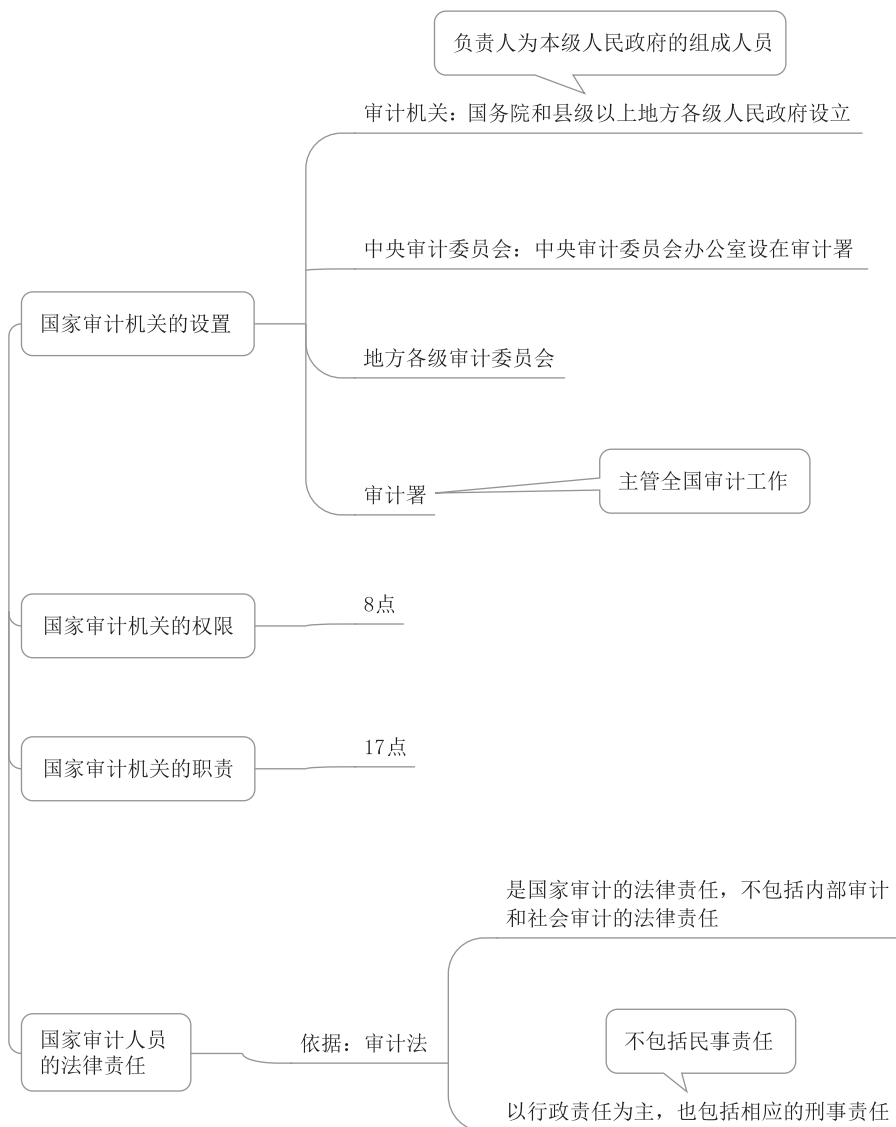 负责人为本级人民政府的组成人员
审计机关：国务院和县级以上地方各级人民政府设立
中央审计委员会：中央审计委员会办公室设在审计署
国家审计机关的设置
地方各级审计委员会
审计署
主管全国审计工作
国家审计机关的权限
8点
国家审计机关的职责
17点
是国家审计的法律责任，不包括内部审计
和社会审计的法律责任
国家审计人员
的法律责任
依据：审计法
不包括民事责任
以行政责任为主，也包括相应的刑事责任